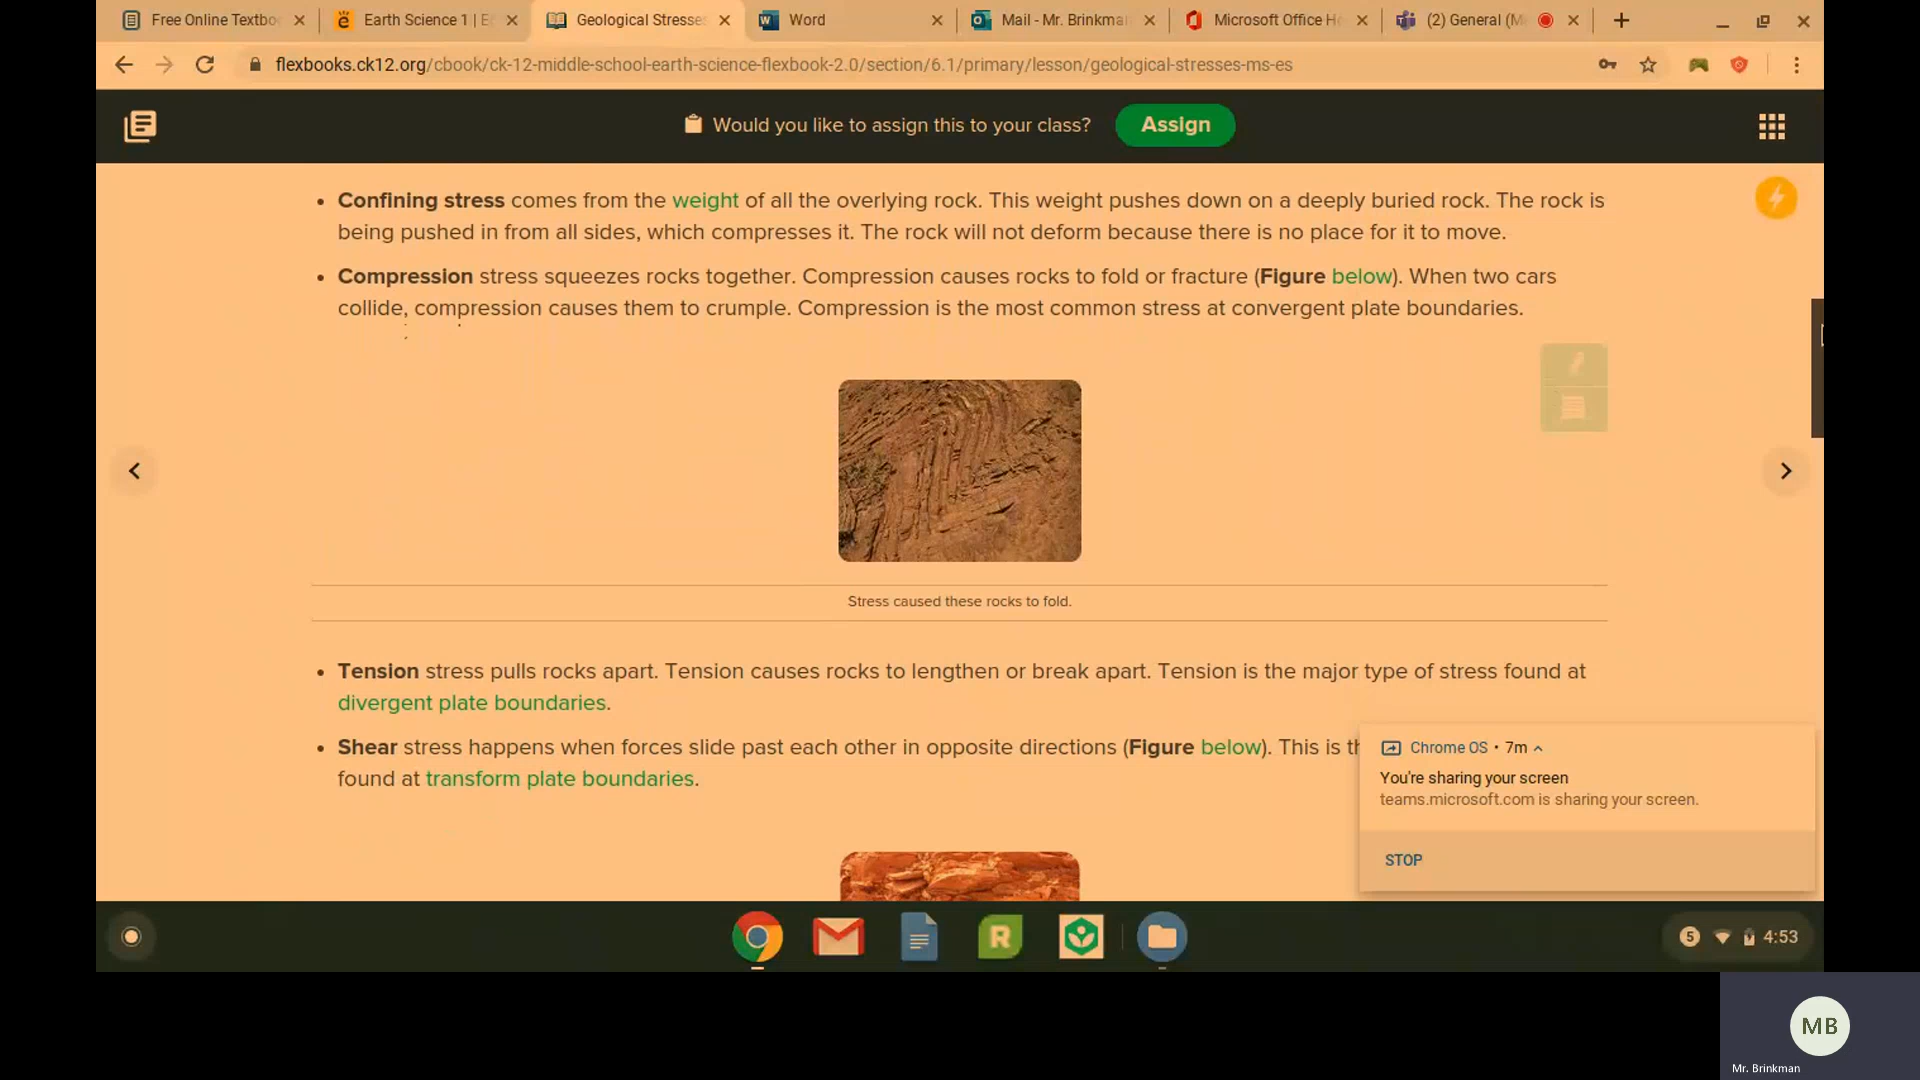 Free Online Textbo
Earth Science 1 | E
Geological Stresses
Word
Mail - Mr. Brinkma
Microsoft Office H
(2) General (M
flexbooks.ck12.org/cbook/ck-12-middle-school-earth-science-flexbook-2.0/section/6.1/primary/lesson/geological-stresses-ms-es
Would you like to assign this to your class? Assign
• Confining stress comes from the weight of all the overlying rock. This weight pushes down on a deeply buried rock. The rock is
being pushed in from all sides, which compresses it. The rock will not deform because there is no place for it to move.
• Compression stress squeezes rocks together. Compression causes rocks to fold or fracture (Figure below). When two cars
collide, compression causes them to crumple. Compression is the most common stress at convergent plate boundaries.
Stress caused these rocks to fold.
• Tension stress pulls rocks apart. Tension causes rocks to lengthen or break apart. Tension is the major type of stress found at
divergent plate boundaries.
• Shear stress happens when forces slide past each other in opposite directions (Figure below). This is th
found at transform plate boundaries.
Chrome OS • 7m
You're sharing your screen
teams.microsoft.com is sharing your screen.
STOP
R
5 4:53
MB
Mr. Brinkman